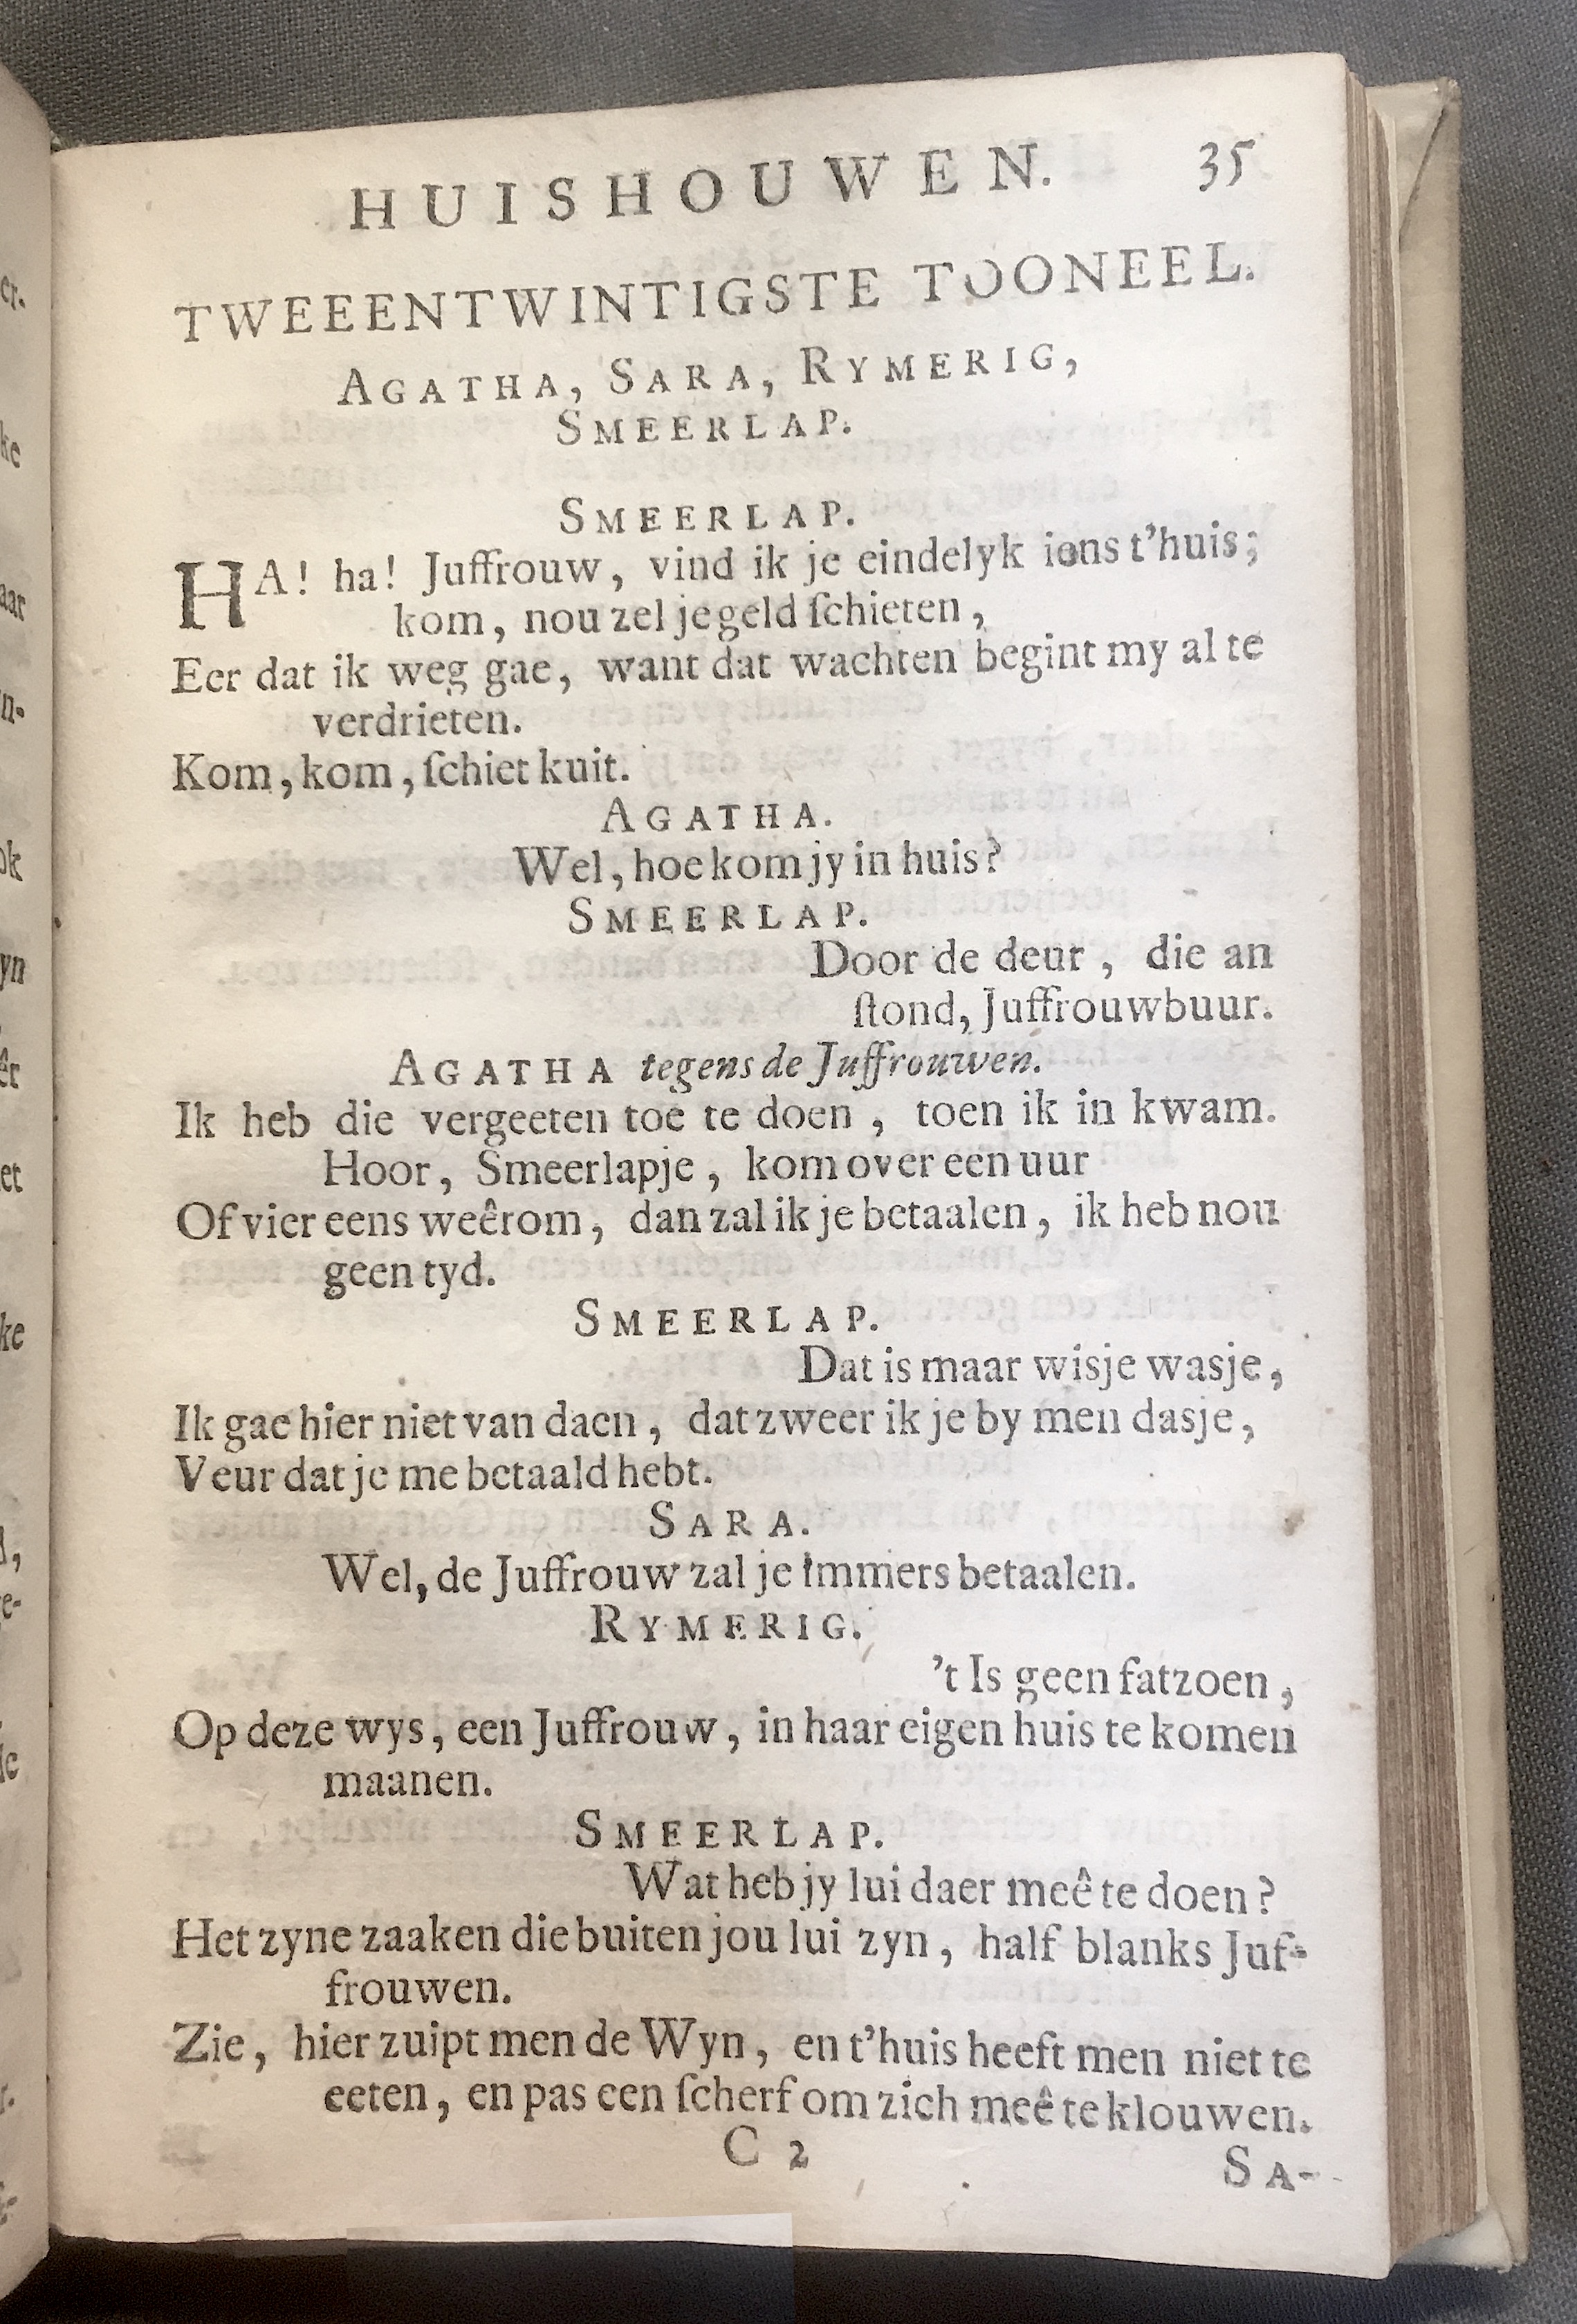 HUISHOUWEN. 35
TWEEENTWINTIGSTE TOONEEL.
AGATHA, SARA, RYMERIG,
SMEERLAP.
SMEERLAP.
HA! ha! Juffrouw, vind ik je eindelyk iens t'huis;
kom, nou zel je geld ſchieten,
Eer dat ik weg gae, want dat wachten begint my al te
verdrieten.
Kom, kom, ſchiet kuit.
AGATHA.
Wel, hoe kom jy in huis?
SMEERLAP.
Door de deur, die an
ſtond, Juffrouwbuur.
AGATHA tegens de Juffrouwen.
Ik heb die vergeeten toe te doen, toen ik in kwam.
Hoor, Smeerlapje, kom over een uur
Of vier eens weêrom, dan zal ik je betaalen, ik heb nou
geen tyd.
SMEERLAP.
Dat is maar wisje wasje,
Ik gae hier niet van daen, dat zweer ik je by men dasje,
Veur dat je me betaald hebt.
SARA.
Wel, de Juffrouw zal je immers betaalen.
RYMERIG.
't Is geen fatzoen,
Op deze wys, een Juffrouw, in haar eigen huis te komen
maanen.
SMEERLAP.
Wat heb jy lui daer meê te doen?
Het zyne zaaken die buiten jou lui zyn, half blanks Juf-
frouwen.
Zie, hier zuipt men de Wyn, en t'huis heeft men niet te
eeten, en pas een ſcherf om zich meê te klouwen.
C 2
SA-